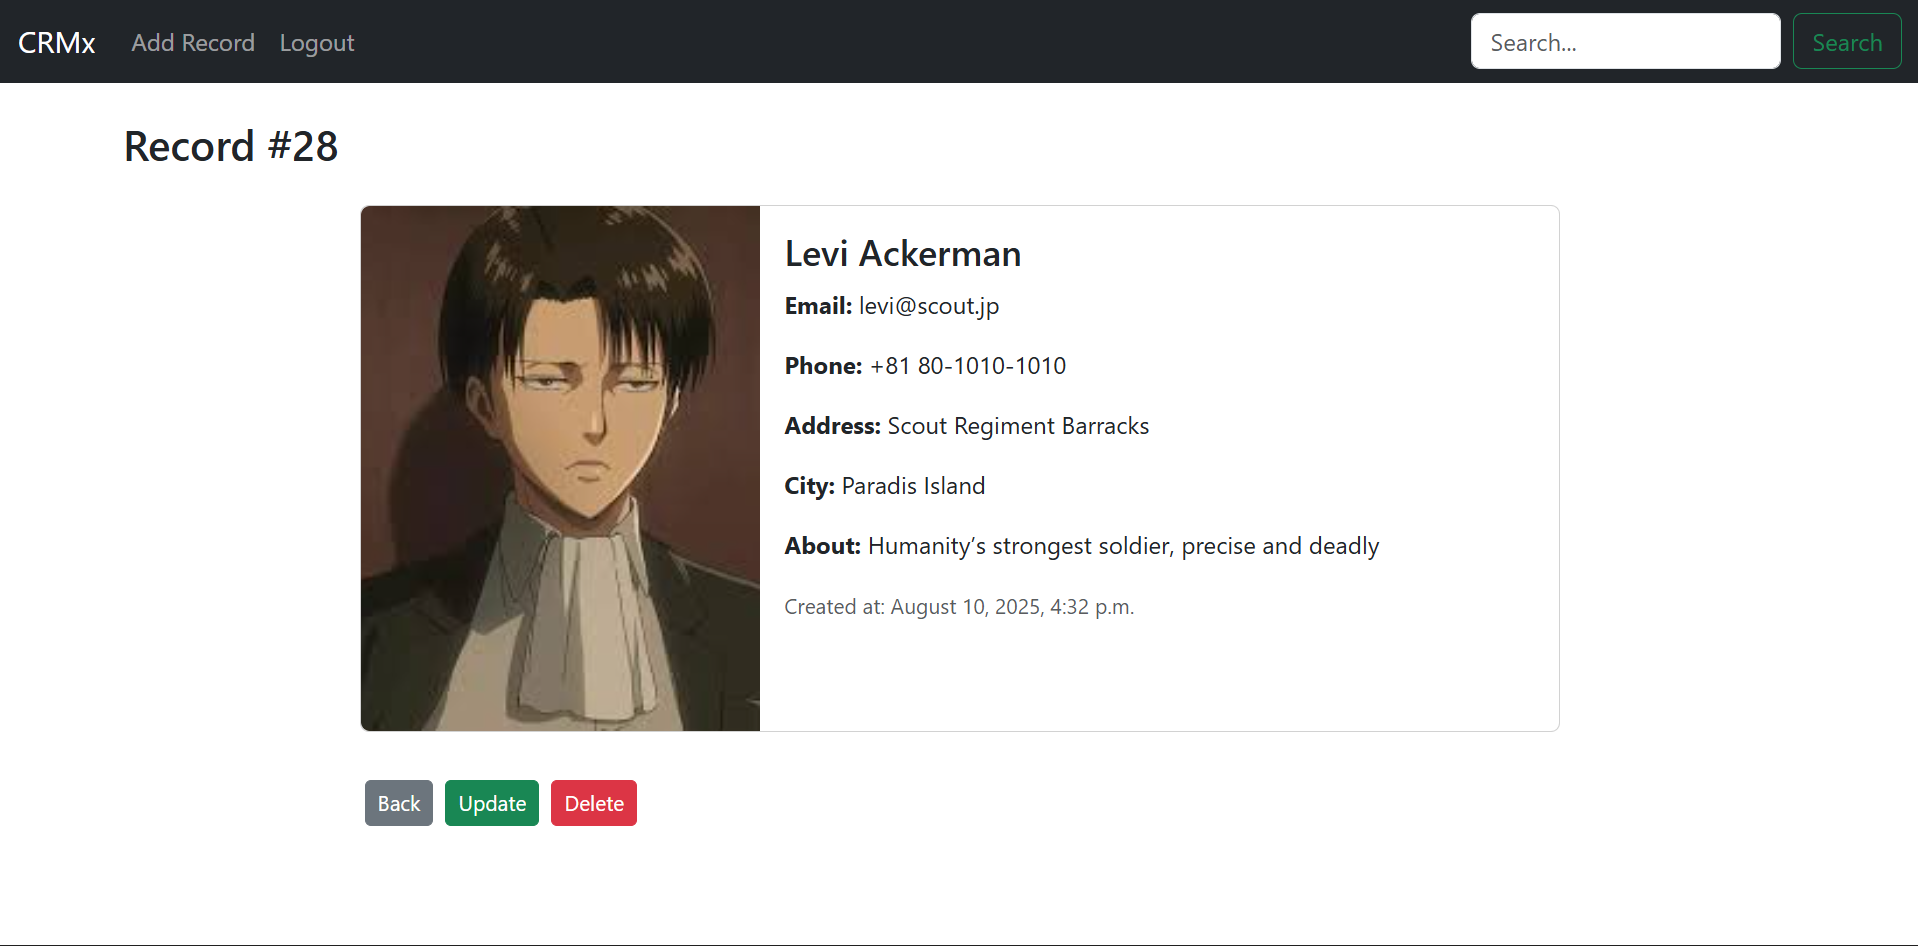 CRMx Add Record Logout Search... Search
Record #28
Levi Ackerman
Email: levi@scout.jp
Phone: +81 80-1010-1010
Address: Scout Regiment Barracks
City: Paradis Island
About: Humanity’s strongest soldier, precise and deadly
Created at: August 10, 2025, 4:32 p.m.
Back Update Delete